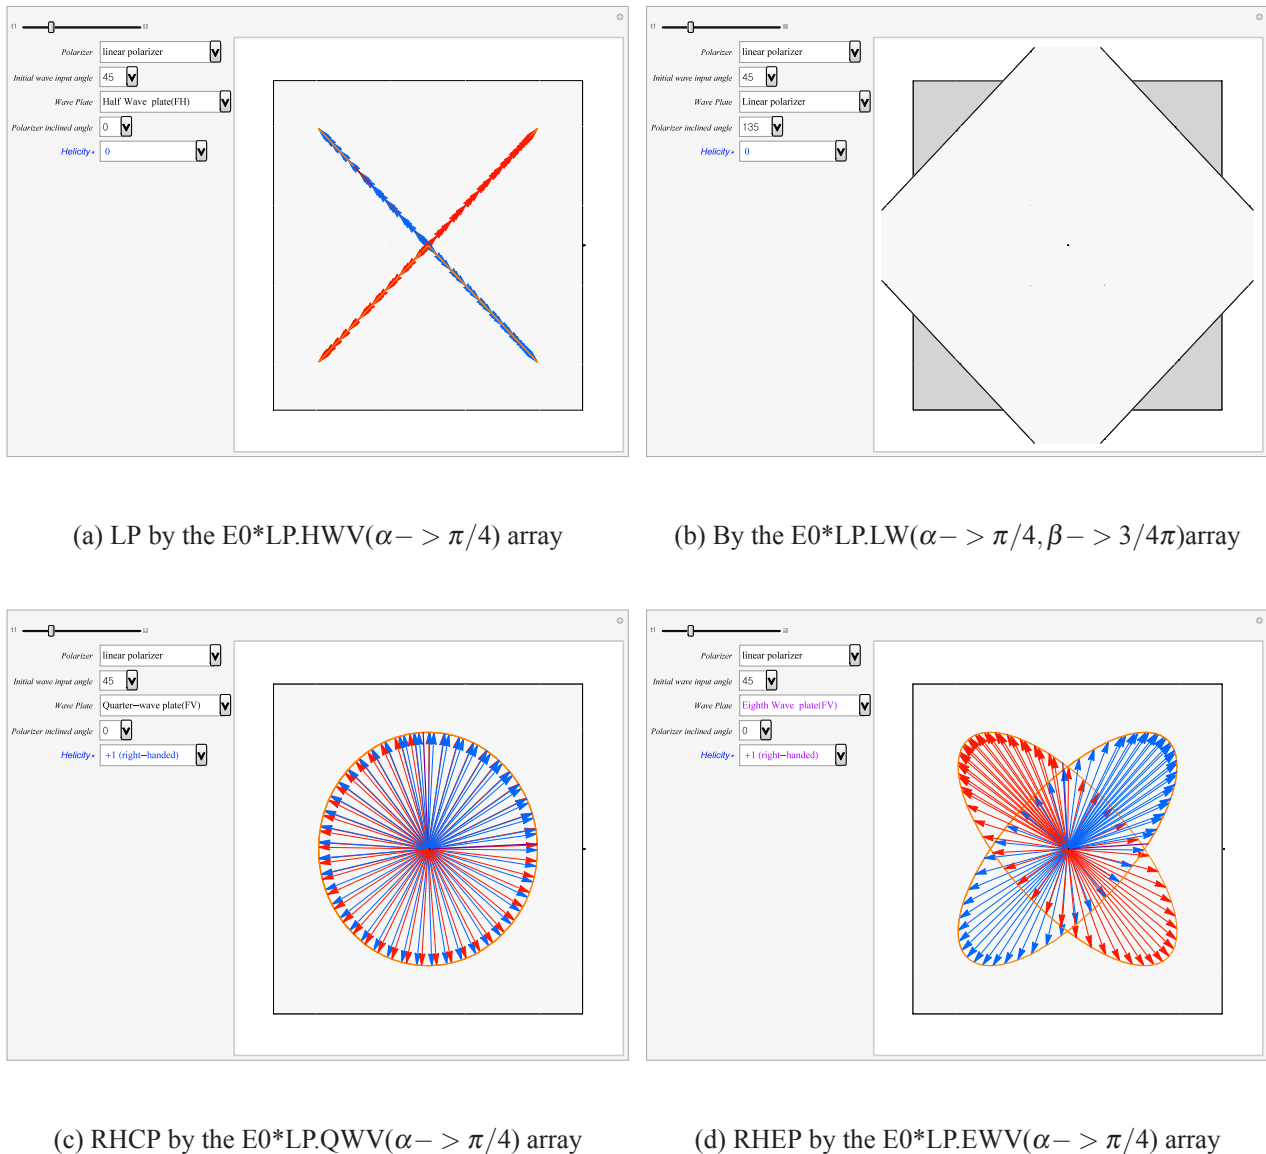 t1
Polarizer linear polarizer
Initial wave input angle 45
Wave Plate Half Wave plate(FH)
Polarizer inclined angle 0
Helicity* 0
t1
Polarizer linear polarizer
Initial wave input angle 45
Wave Plate Linear polarizer
Polarizer inclined angle 135
Helicity* 0
(a) LP by the E0*LP.HWV(α− > π/4) array
(b) By the E0*LP.LW(α− > π/4,β− > 3/4π)array
t1
Polarizer linear polarizer
Initial wave input angle 45
Wave Plate Quarter−wave plate(FV)
Polarizer inclined angle 0
Helicity* +1 (right−handed)
t1
Polarizer linear polarizer
Initial wave input angle 45
Wave Plate Eighth Wave plate(FV)
Polarizer inclined angle 0
Helicity* +1 (right−handed)
(c) RHCP by the E0*LP.QWV(α− > π/4) array
(d) RHEP by the E0*LP.EWV(α− > π/4) array